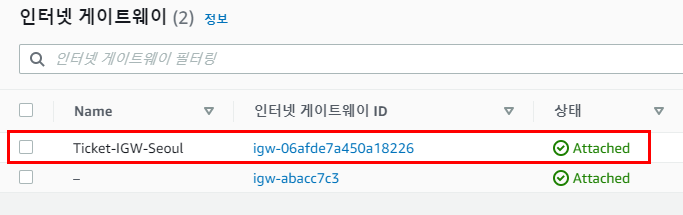 인터넷 게이트웨이 (2) 정보
인터넷 게이트웨이 필터링
Name 인터넷 게이트웨이 ID 상태
Ticket-IGW-Seoul igw-06afde7a450a18226 Attached
– igw-abacc7c3 Attached